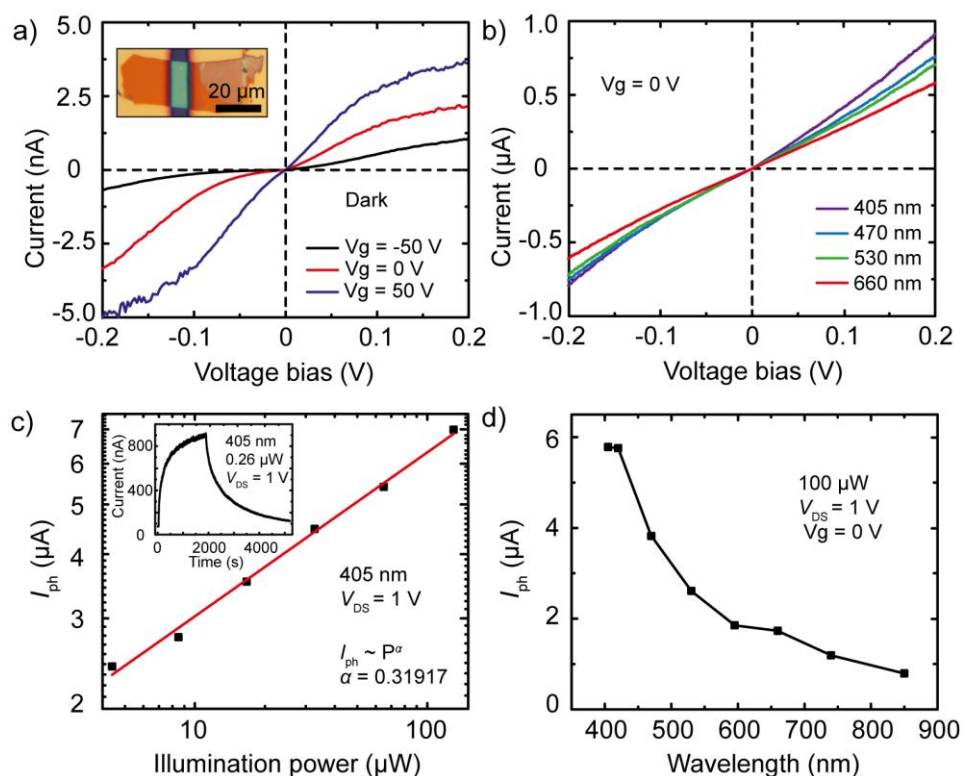 a)
5.0
2.5
0
-2.5
-5.0
Current (nA)
20 µm
Dark
Vg = -50 V
Vg = 0 V
Vg = 50 V
-0.2
-0.1
0
0.1
0.2
Voltage bias (V)
b)
1.0
0.5
0
-0.5
-1.0
Current (µA)
Vg = 0 V
405 nm
470 nm
530 nm
660 nm
-0.2
-0.1
0
0.1
0.2
Voltage bias (V)
c)
7
6
5
4
3
2
Iph (µA)
800
400
0
Current (nA)
405 nm
0.26 µW
VDS = 1 V
0
2000
4000
Time (s)
405 nm
VDS = 1 V
Iph ~ Pα
α = 0.31917
10
100
Illumination power (µW)
d)
6
4
2
0
Iph (µA)
100 µW
VDS = 1 V
Vg = 0 V
400
500
600
700
800
900
Wavelength (nm)